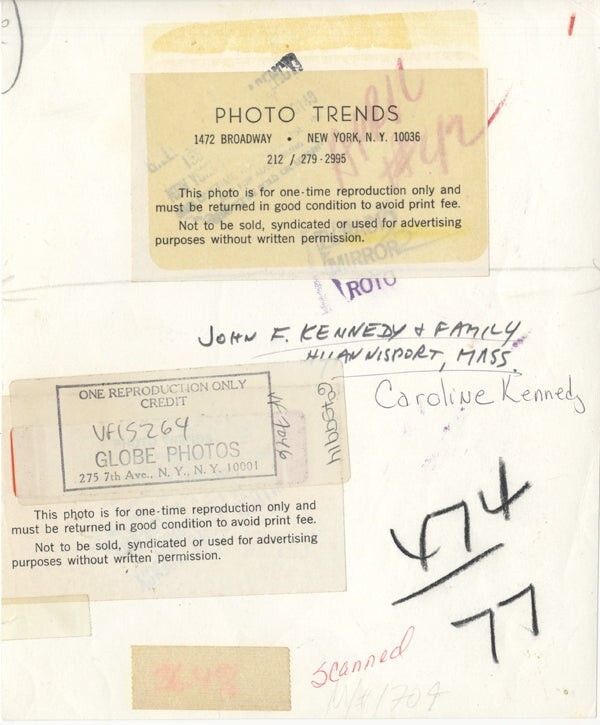 PHOTO TRENDS
1472 BROADWAY • NEW YORK, N. Y. 10036
212 / 279-2995
This photo is for one-time reproduction only and
must be returned in good condition to avoid print fee.
Not to be sold, syndicated or used for advertising
purposes without written permission.
MIRROR
ROTO
JOHN F. KENNEDY & FAMILY
HYANNISPORT, MASS.
Caroline Kennedy
ONE REPRODUCTION ONLY
CREDIT
GLOBE PHOTOS
275 7th Ave., N. Y., N. Y. 10001
This photo is for one-time reproduction only and
must be returned in good condition to avoid print fee.
Not to be sold, syndicated or used for advertising
purposes without written permission.
474
77
scanned